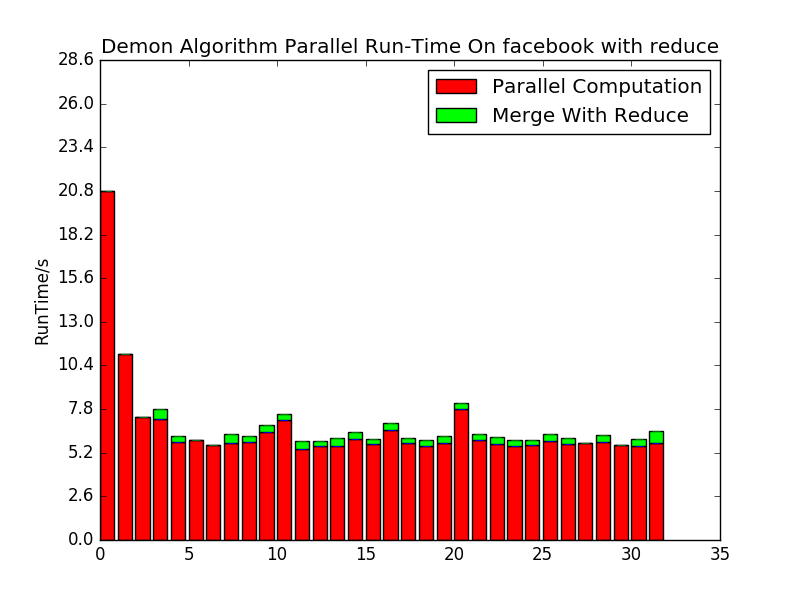 Demon Algorithm Parallel Run-Time On facebook with reduce
Parallel Computation
Merge With Reduce
RunTime/s
28.6
26.0
23.4
20.8
18.2
15.6
13.0
10.4
7.8
5.2
2.6
0.0
0 5 10 15 20 25 30 35